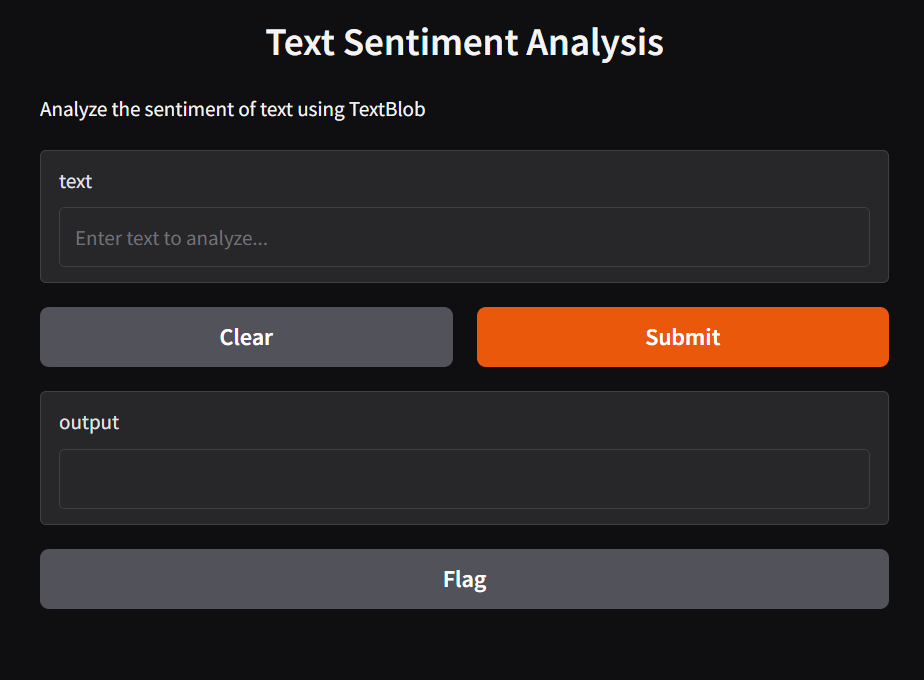 Text Sentiment Analysis
Analyze the sentiment of text using TextBlob
text
Enter text to analyze...
Clear
Submit
output
Flag